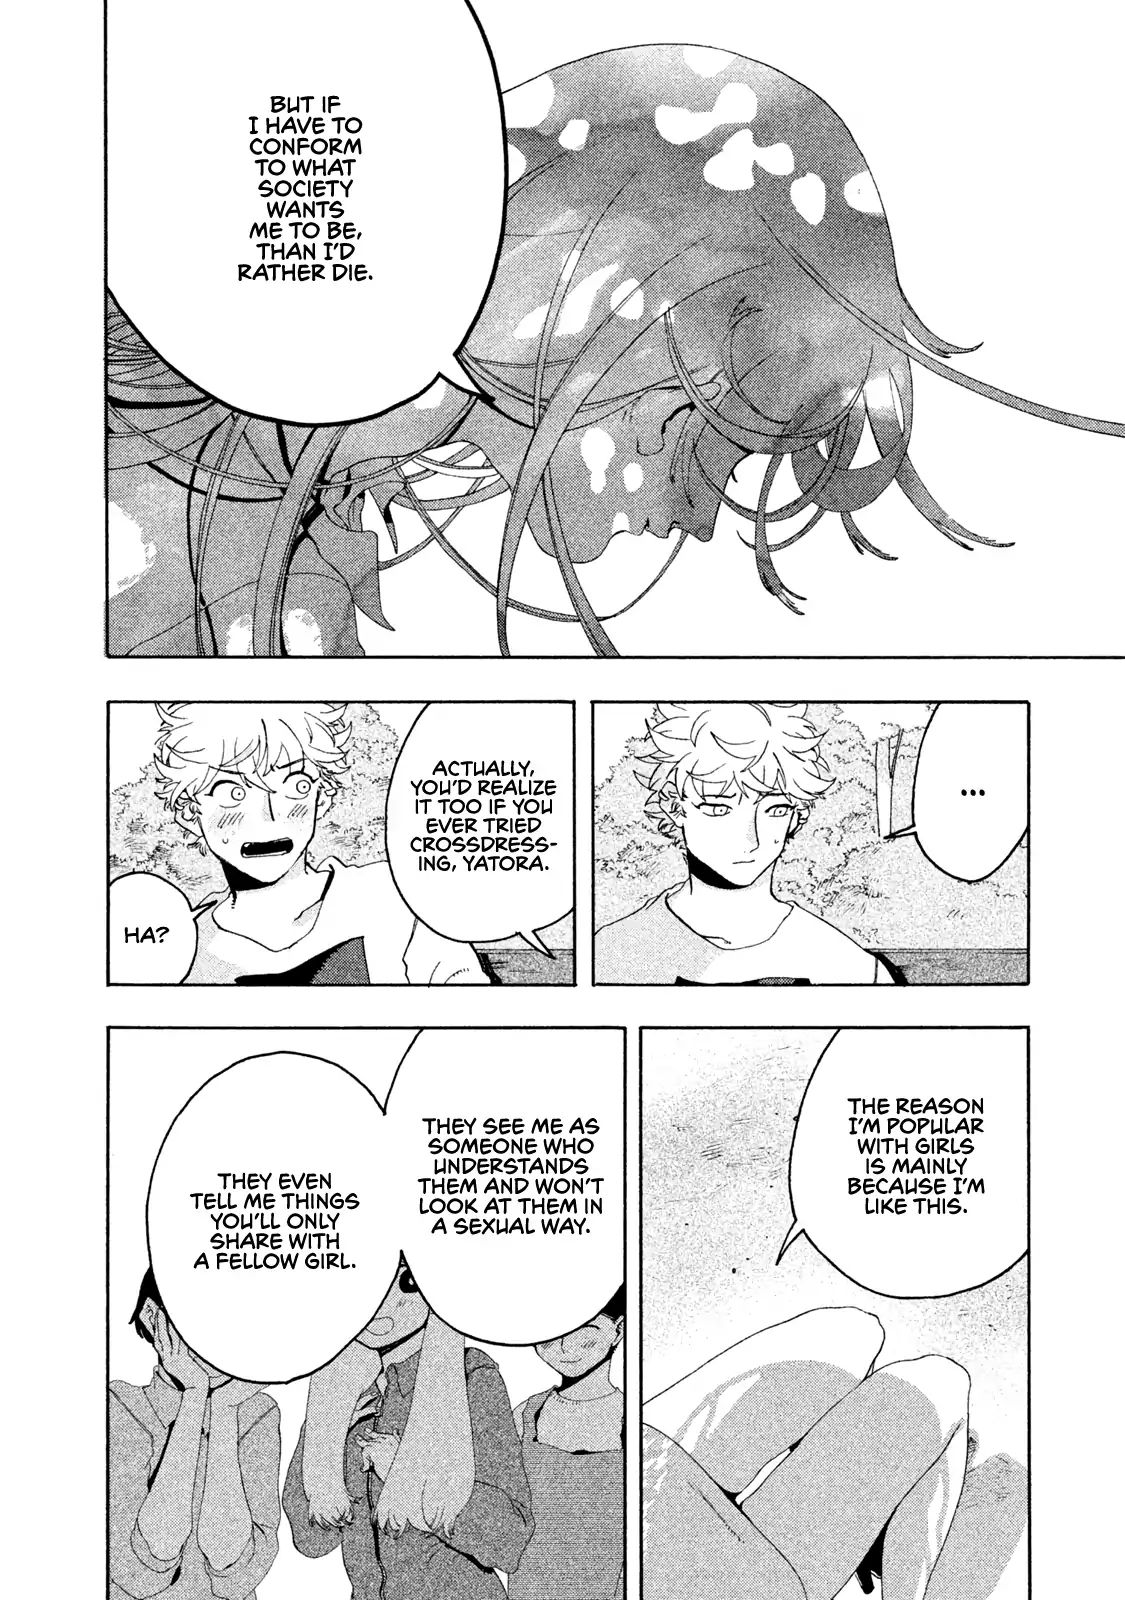 BUT IF
I HAVE TO
CONFORM
TO WHAT
SOCIETY
WANTS
ME TO BE,
THAN I'D
RATHER DIE.
...
ACTUALLY,
YOU'D REALIZE
IT TOO IF YOU
EVER TRIED
CROSSDRESS-
ING, YATORA.
HA?
THE REASON
I'M POPULAR
WITH GIRLS
IS MAINLY
BECAUSE I'M
LIKE THIS.
THEY SEE ME AS
SOMEONE WHO
UNDERSTANDS
THEM AND WON'T
LOOK AT THEM IN
A SEXUAL WAY.
THEY EVEN
TELL ME THINGS
YOU'LL ONLY
SHARE WITH
A FELLOW GIRL.